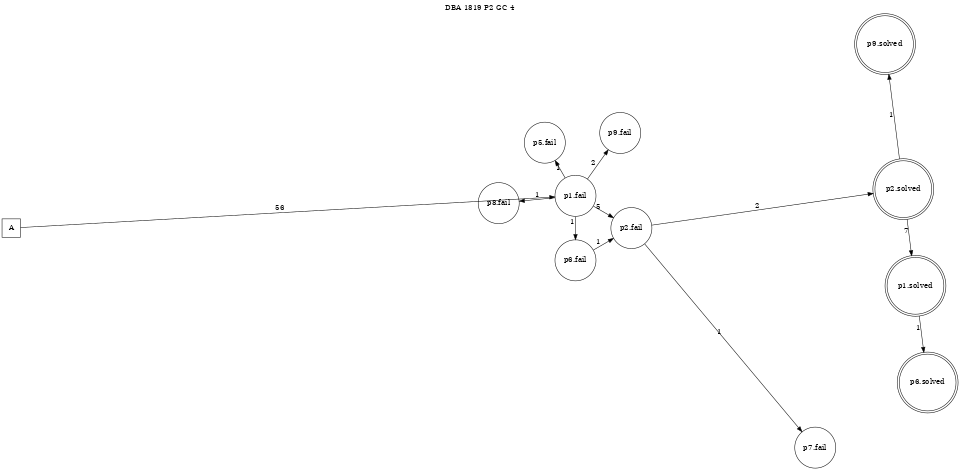 DBA 1819 P2 GC 4
p9.solved
1
p9.fail
p5.fail
2
1
p2.solved
1
p1.fail
56
p8.fail
5
2
1
7
A
p2.fail
1
p6.fail
p1.solved
1
1
p6.solved
p7.fail